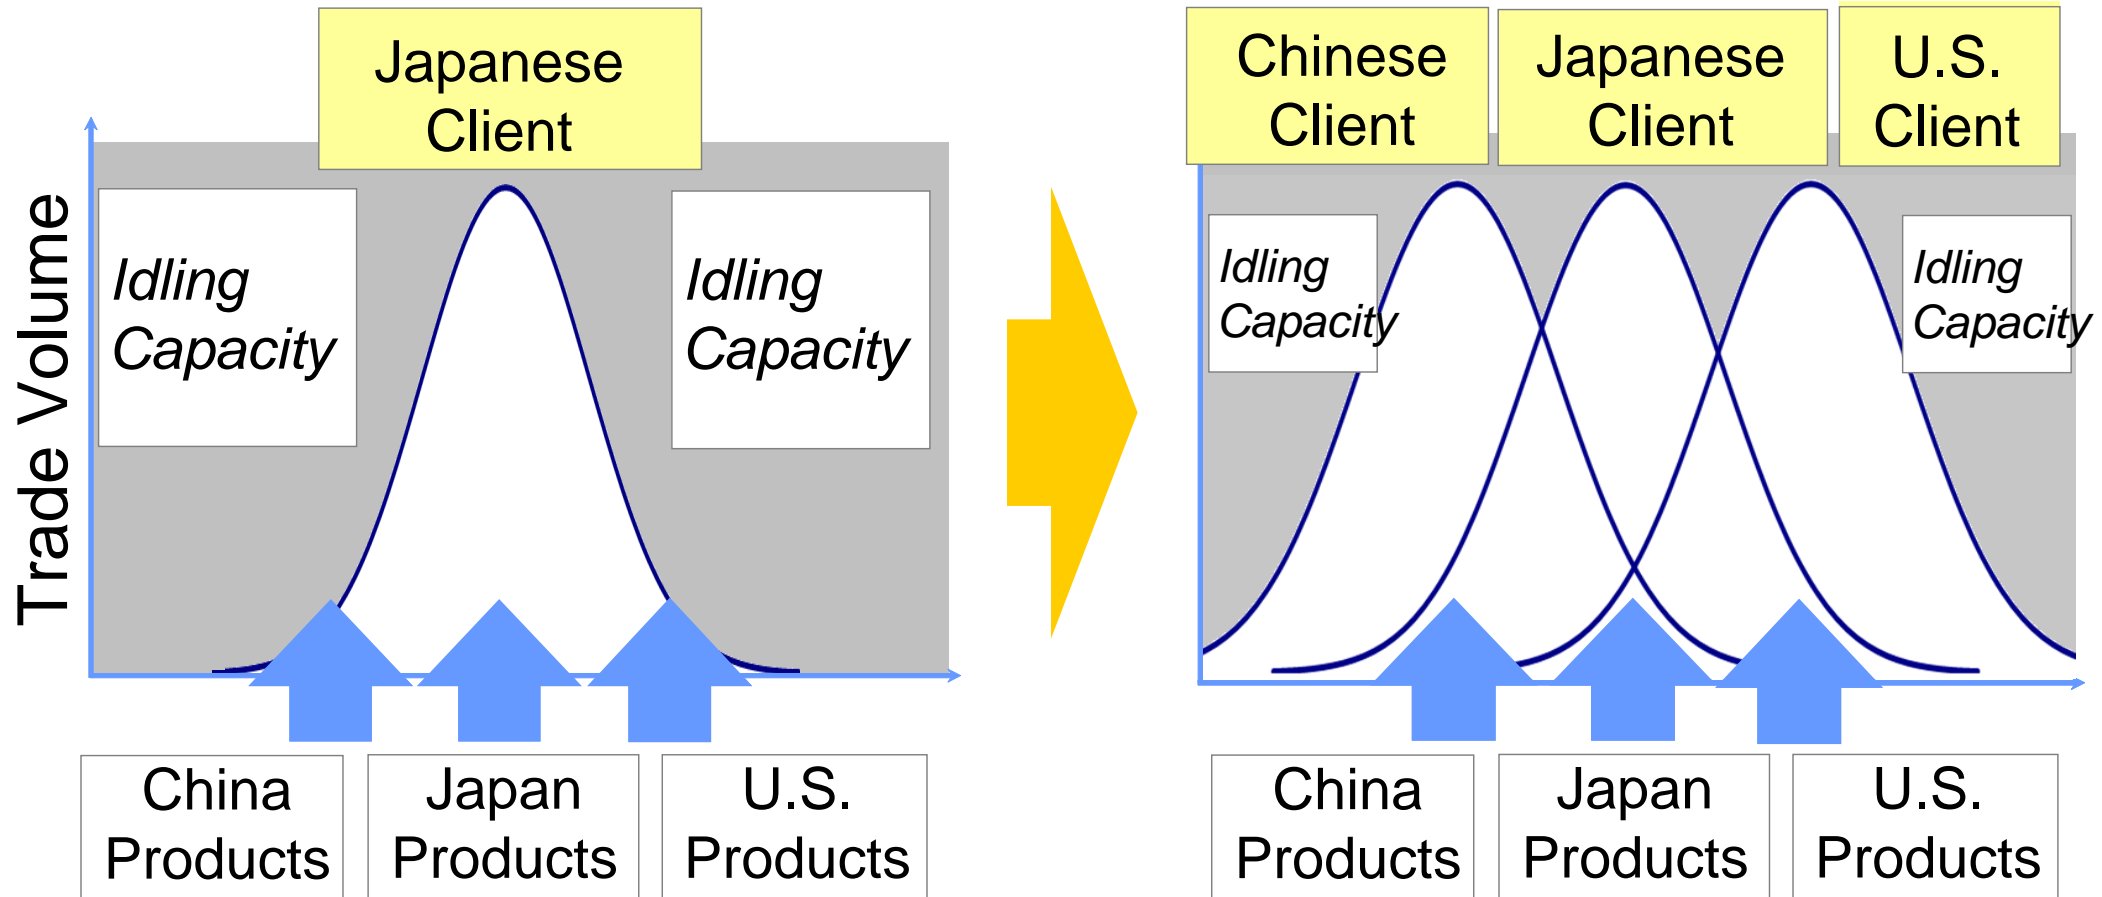 Japanese
Client
Trade Volume
Idling
Capacity
Idling
Capacity
China
Products
Japan
Products
U.S.
Products
Chinese
Client
Japanese
Client
U.S.
Client
Idling
Capacity
Idling
Capacity
China
Products
Japan
Products
U.S.
Products